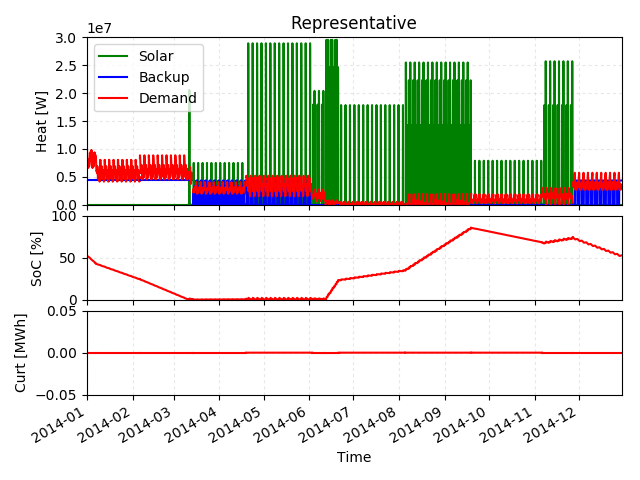 Representative
1e7
3.0
2.5
2.0
1.5
1.0
0.5
0.0
Heat [W]
Solar
Backup
Demand
100
50
0
SoC [%]
0.05
0.00
−0.05
Curt [MWh]
2014-01
2014-02
2014-03
2014-04
2014-05
2014-06
2014-07
2014-08
2014-09
2014-10
2014-11
2014-12
Time